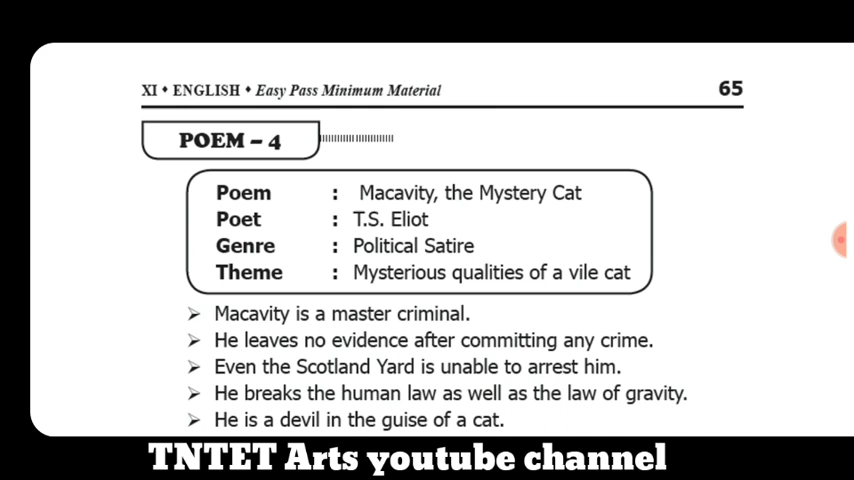 XI ♦ ENGLISH ♦ Easy Pass Minimum Material 65
POEM – 4
Poem : Macavity, the Mystery Cat
Poet : T.S. Eliot
Genre : Political Satire
Theme : Mysterious qualities of a vile cat
➢ Macavity is a master criminal.
➢ He leaves no evidence after committing any crime.
➢ Even the Scotland Yard is unable to arrest him.
➢ He breaks the human law as well as the law of gravity.
➢ He is a devil in the guise of a cat.
TNTET Arts youtube channel